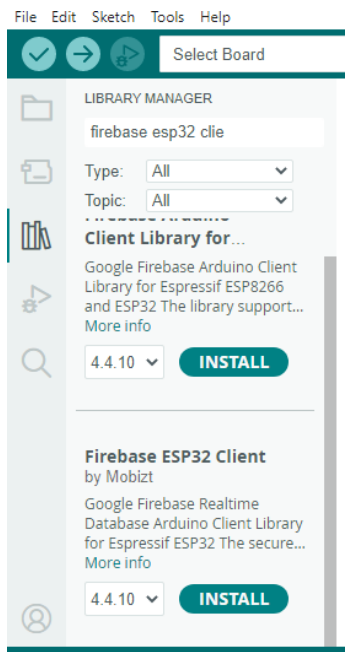 File Edit Sketch Tools Help
Select Board
LIBRARY MANAGER
firebase esp32 clie
Type: All
Topic: All
Firebase Arduino
Client Library for...
Google Firebase Arduino Client
Library for Espressif ESP8266
and ESP32 The library support...
More info
4.4.10 INSTALL
Firebase ESP32 Client
by Mobizt
Google Firebase Realtime
Database Arduino Client Library
for Espressif ESP32 The secure...
More info
4.4.10 INSTALL